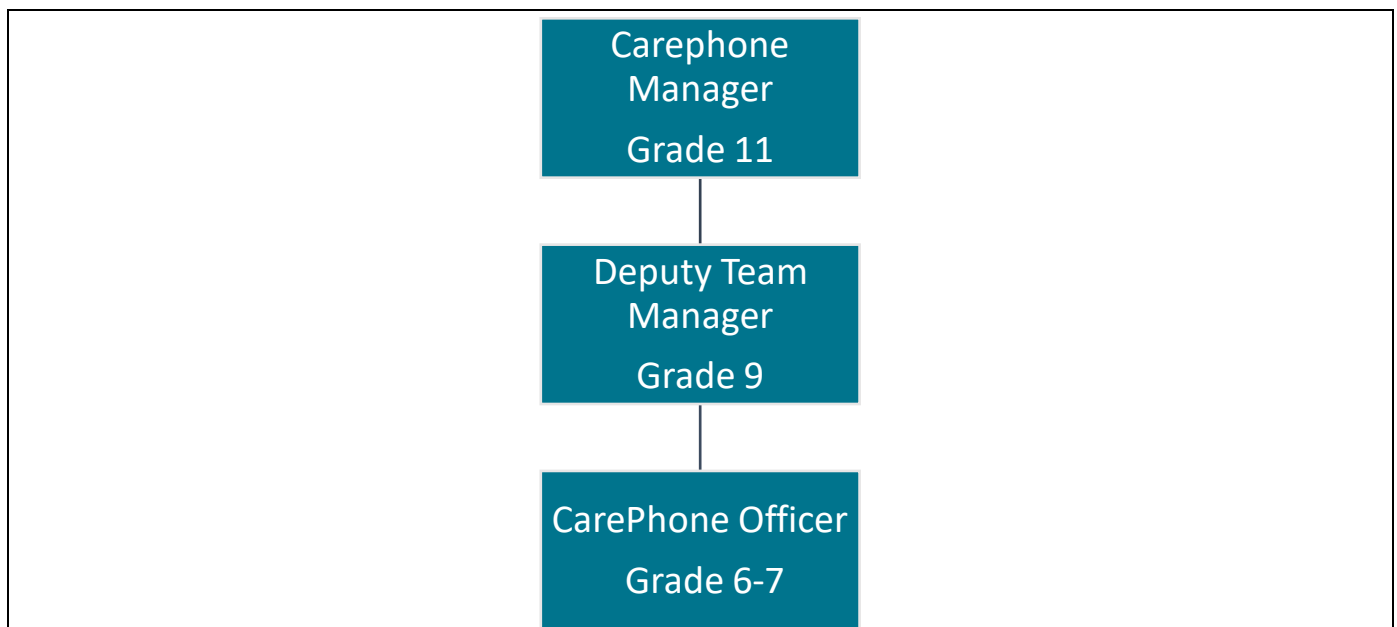 Carephone
Manager
Grade 11
Deputy Team
Manager
Grade 9
CarePhone Officer
Grade 6-7